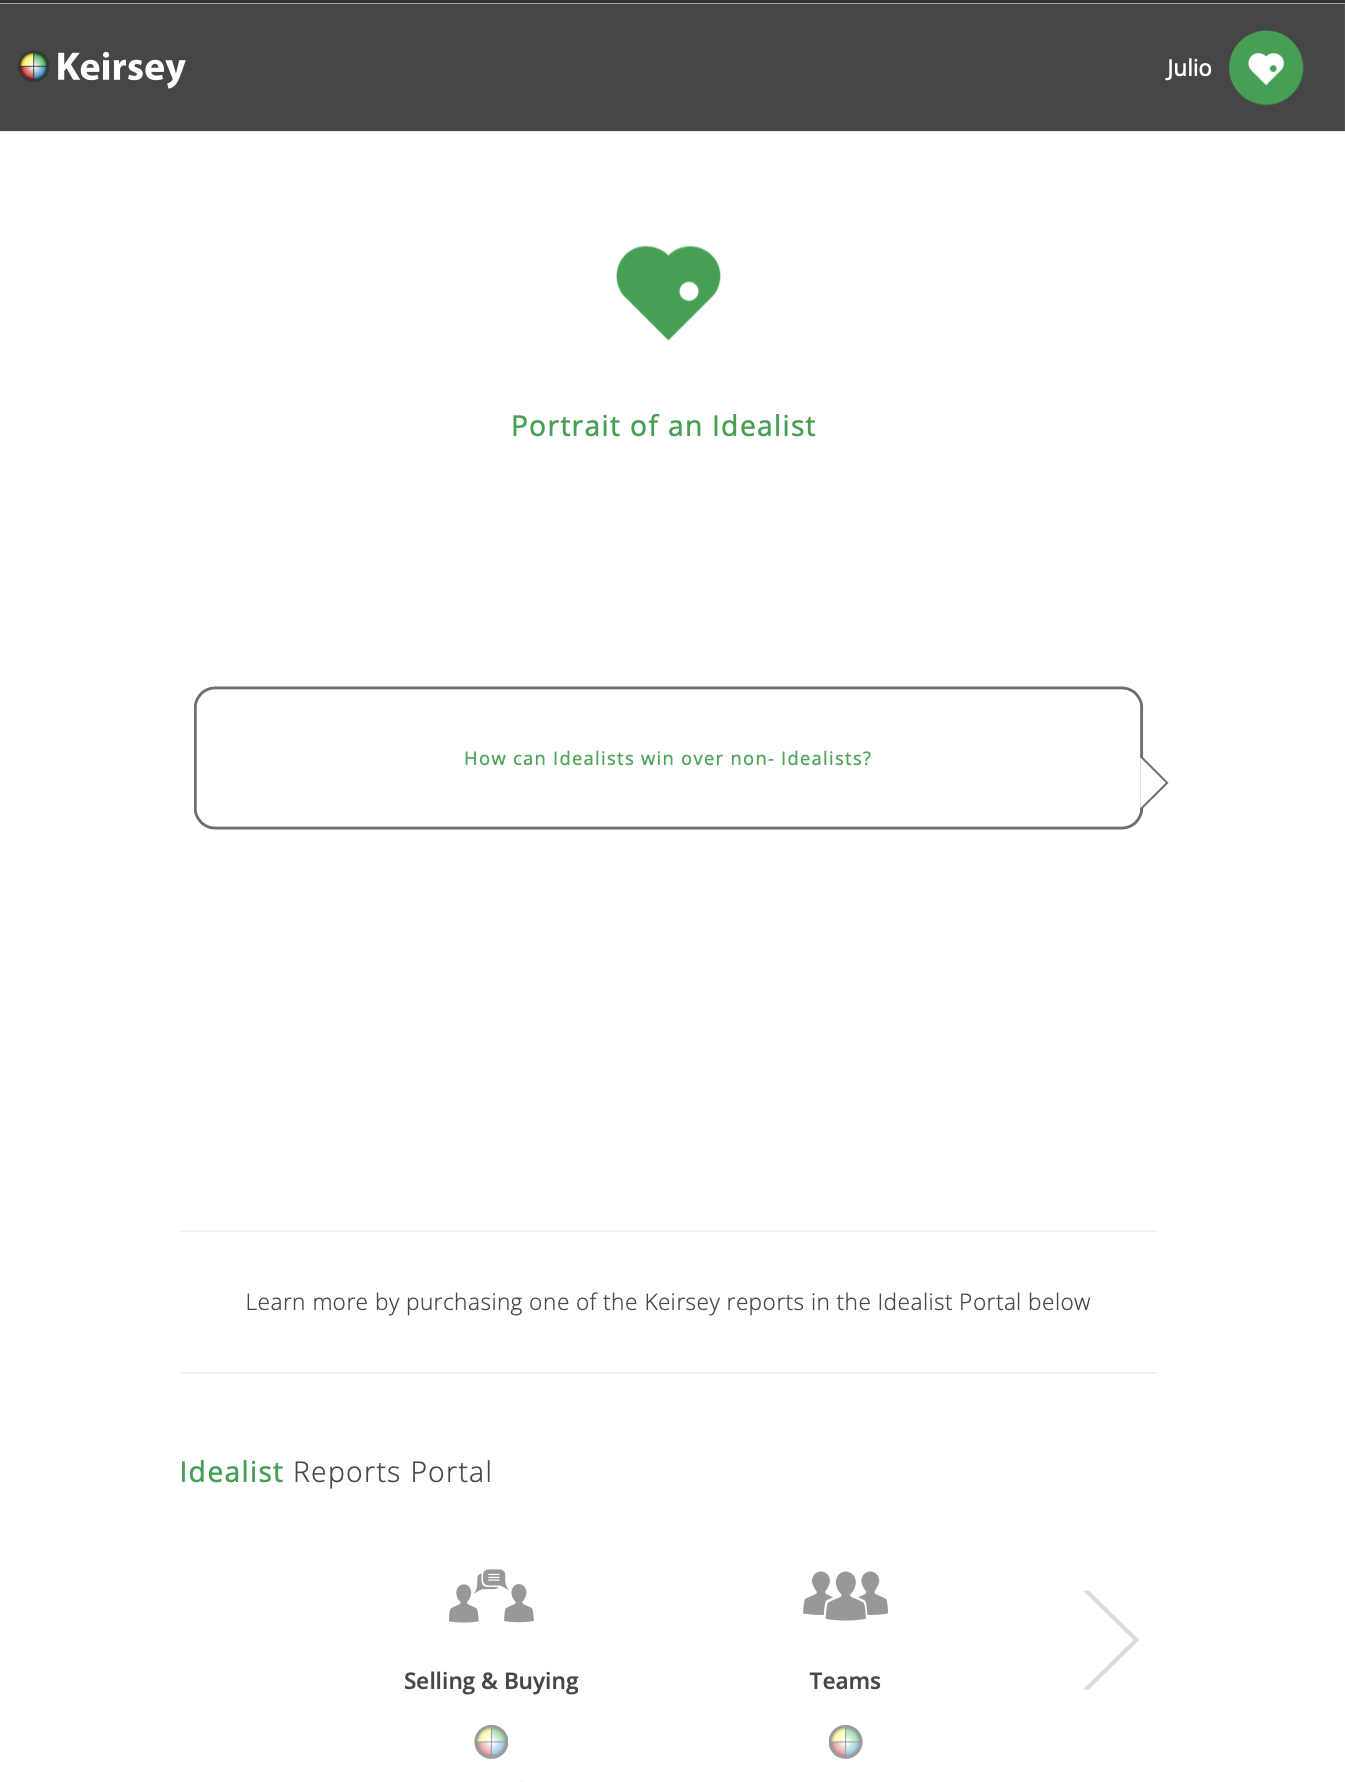 Keirsey
Julio
Portrait of an Idealist
How can Idealists win over non- Idealists?
Learn more by purchasing one of the Keirsey reports in the Idealist Portal below
Idealist Reports Portal
Selling & Buying
Teams